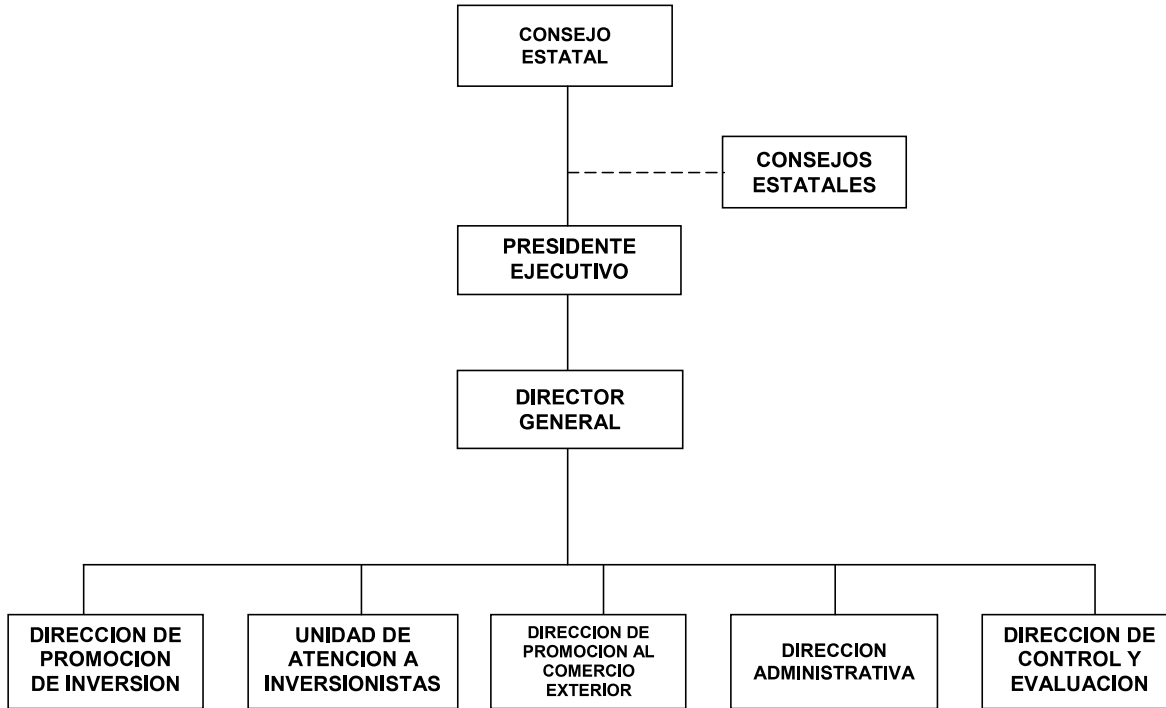 CONSEJO
ESTATAL
CONSEJOS
ESTATALES
PRESIDENTE
EJECUTIVO
DIRECTOR
GENERAL
DIRECCION DE
PROMOCION
DE INVERSION
UNIDAD DE
ATENCION A
INVERSIONISTAS
DIRECCION DE
PROMOCION AL
COMERCIO
EXTERIOR
DIRECCION
ADMINISTRATIVA
DIRECCION DE
CONTROL Y
EVALUACION